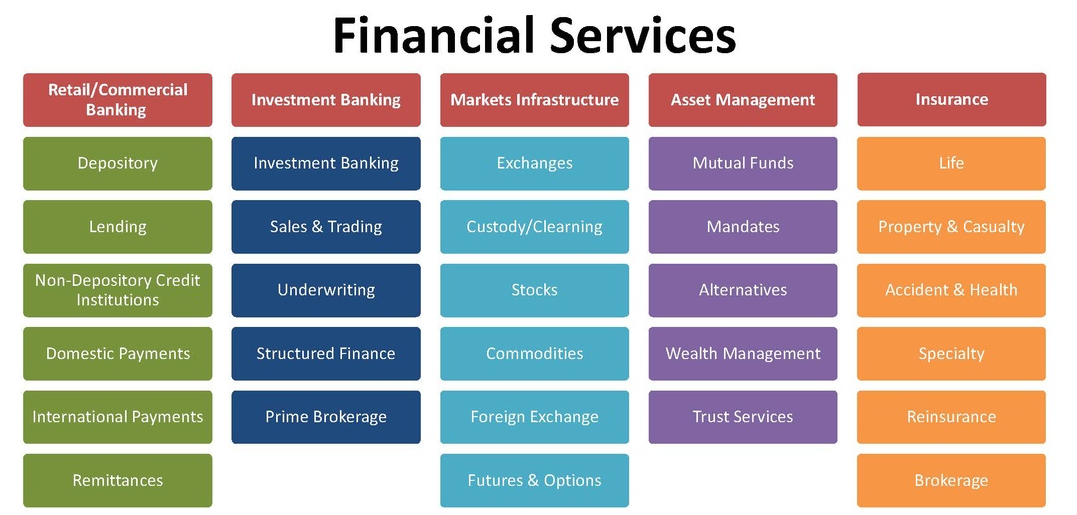 Financial Services
Retail/Commercial
Banking
Investment Banking
Markets Infrastructure
Asset Management
Insurance
Depository
Investment Banking
Exchanges
Mutual Funds
Life
Lending
Sales & Trading
Custody/Clearning
Mandates
Property & Casualty
Non-Depository Credit
Institutions
Underwriting
Stocks
Alternatives
Accident & Health
Domestic Payments
Structured Finance
Commodities
Wealth Management
Specialty
International Payments
Prime Brokerage
Foreign Exchange
Trust Services
Reinsurance
Remittances
Futures & Options
Brokerage